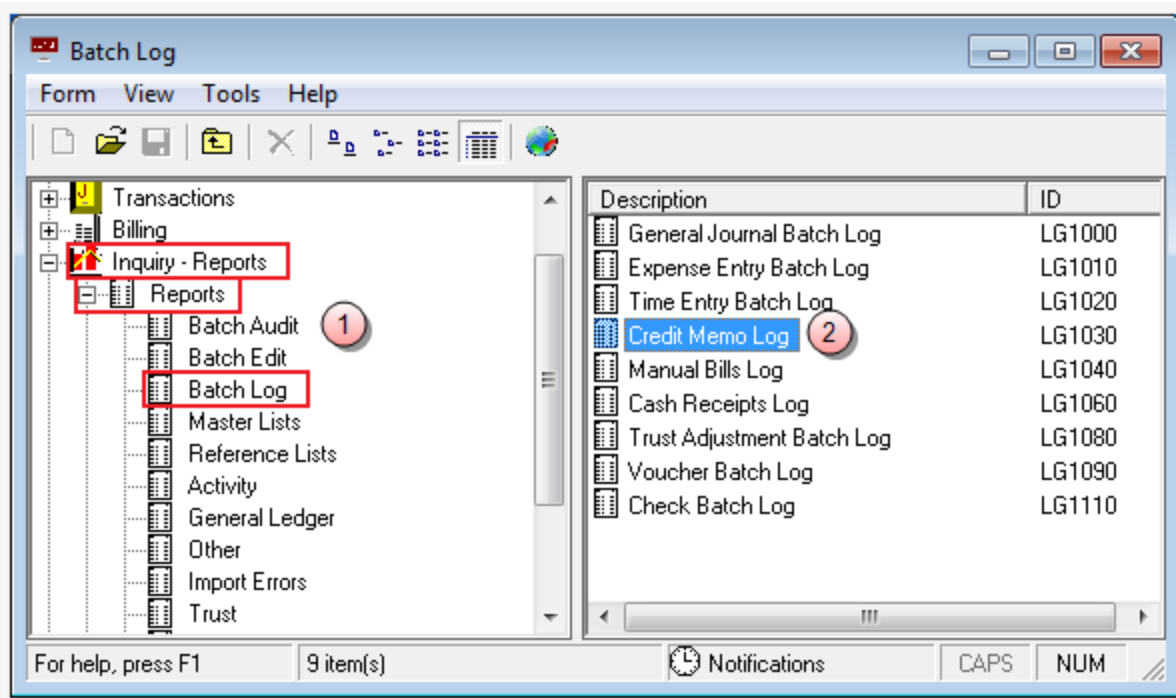 Batch Log
Form View Tools Help
Transactions
Billing
Inquiry - Reports
Reports
Batch Audit 1
Batch Edit
Batch Log
Master Lists
Reference Lists
Activity
General Ledger
Other
Import Errors
Trust
Description ID
General Journal Batch Log LG1000
Expense Entry Batch Log LG1010
Time Entry Batch Log LG1020
Credit Memo Log 2 LG1030
Manual Bills Log LG1040
Cash Receipts Log LG1060
Trust Adjustment Batch Log LG1080
Voucher Batch Log LG1090
Check Batch Log LG1110
For help, press F1 9 item(s) Notifications CAPS NUM